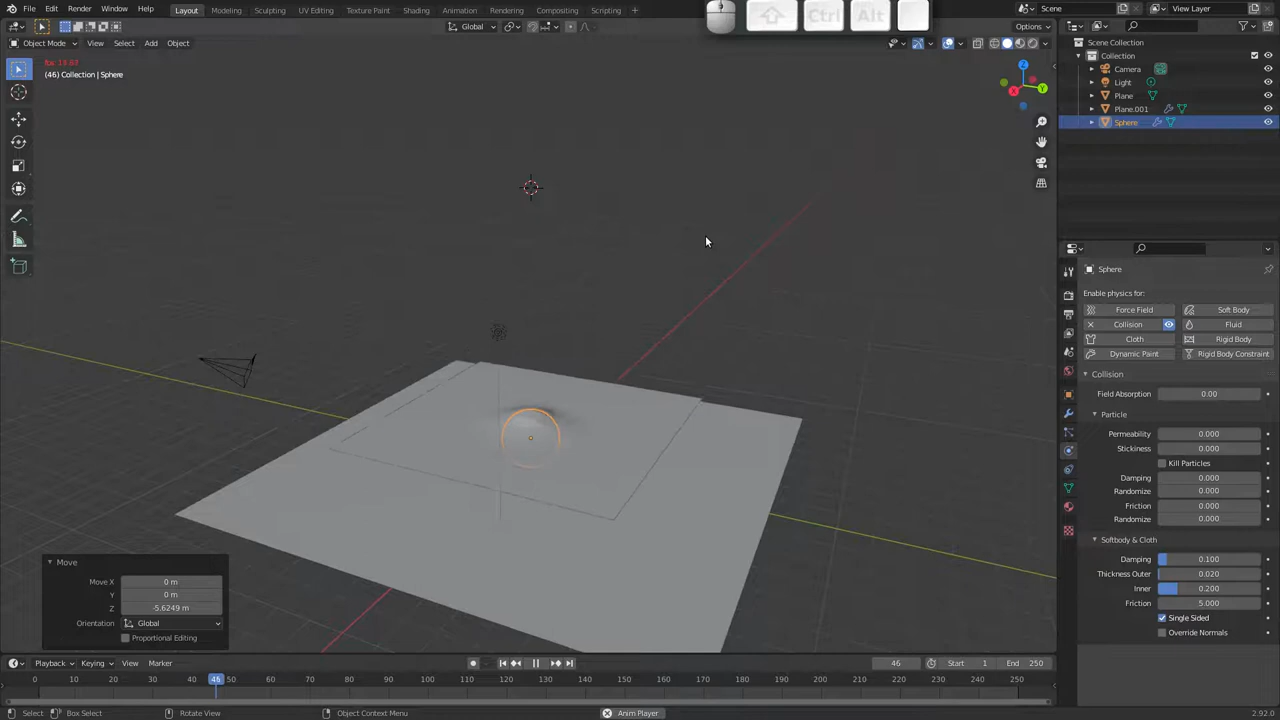 File Edit Render Window Help Layout Modeling Sculpting UV Editing Texture Paint Shading Animation Rendering Compositing Scripting + Scene View Layer
Ctrl Alt
Global Options
Object Mode View Select Add Object
(46) Collection | Sphere
Scene Collection
Collection
Camera
Light
Plane
Plane.001
Sphere
Z
X
Y
Sphere
Enable physics for:
Force Field Soft Body
Collision Fluid
Cloth Rigid Body
Dynamic Paint Rigid Body Constraint
Collision
Field Absorption 0.00
Particle
Permeability 0.000
Stickiness 0.000
Kill Particles
Damping 0.000
Randomize 0.000
Friction 0.000
Randomize 0.000
Softbody & Cloth
Damping 0.100
Thickness Outer 0.020
Inner 0.200
Friction 5.000
Single Sided
Override Normals
Move
Move X 0 m
Y 0 m
Z -5.6249 m
Orientation Global
Proportional Editing
Playback Keying View Marker 46 Start 1 End 250
0 10 20 30 40 46 50 60 70 80 90 100 110 120 130 140 150 160 170 180 190 200 210 220 230 240 250
Select Box Select Rotate View Object Context Menu Anim Player 2.92.0